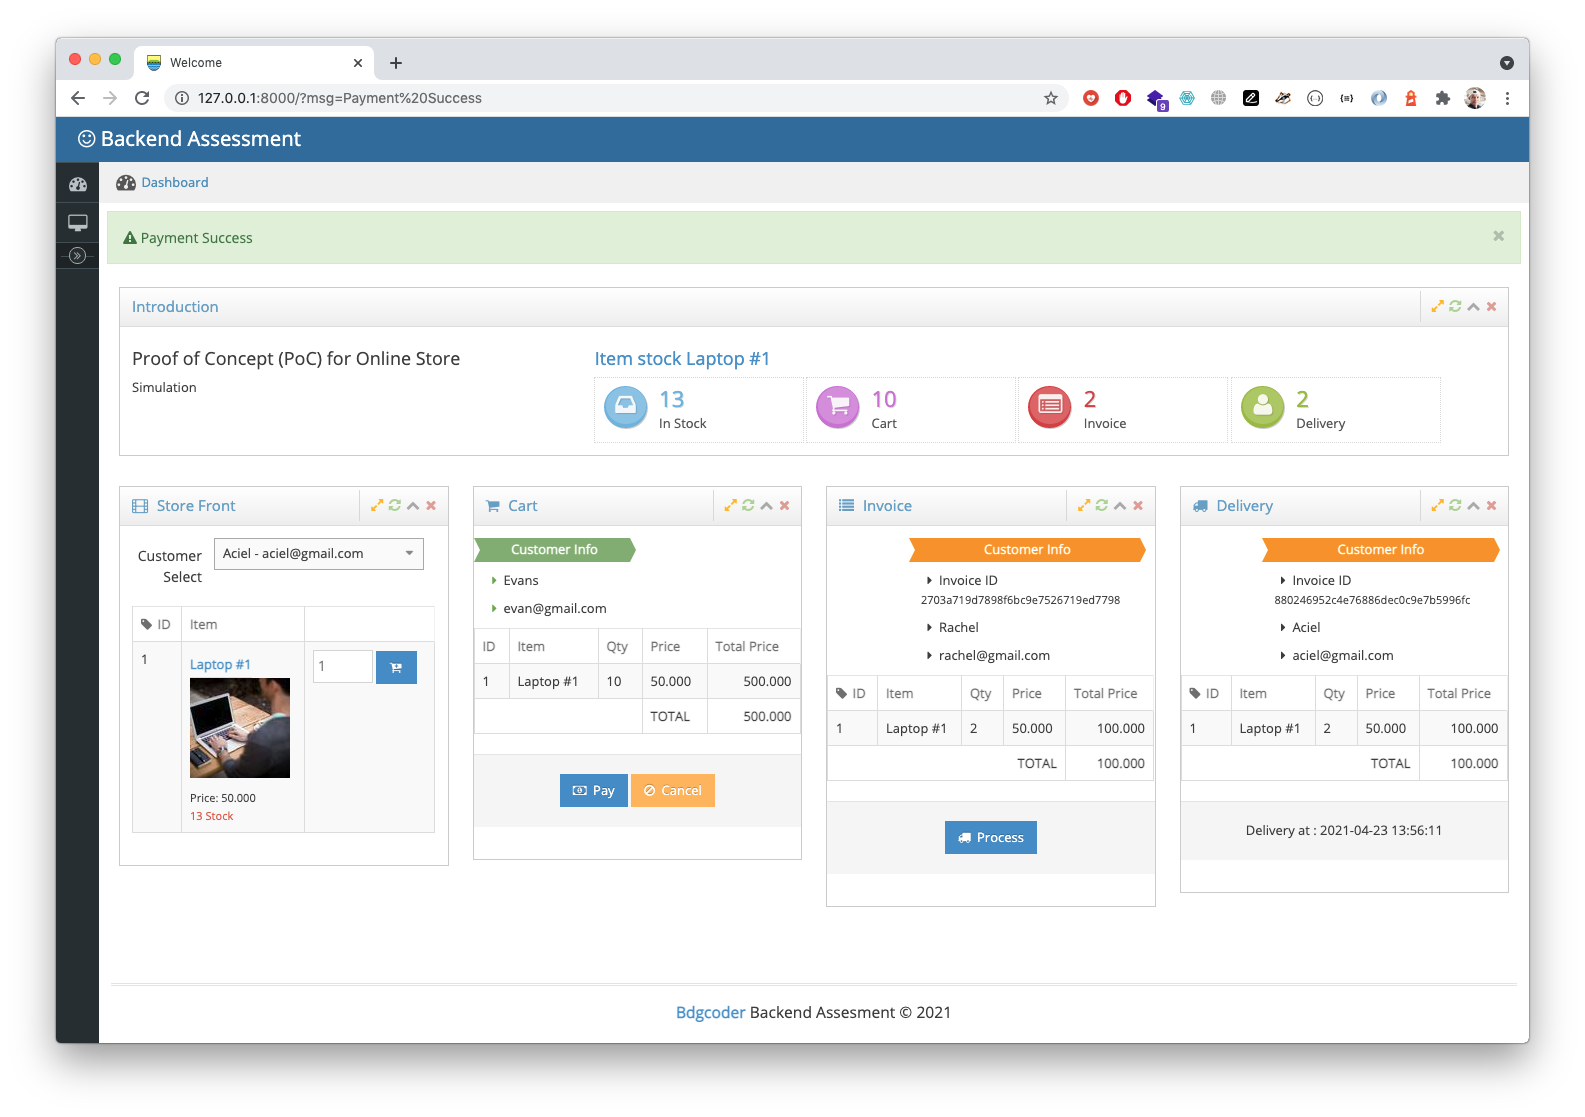 Welcome
127.0.0.1:8000/?msg=Payment%20Success
9
Backend Assessment
Dashboard
Payment Success
Introduction
Proof of Concept (PoC) for Online Store
Simulation
Item stock Laptop #1
13
In Stock
10
Cart
2
Invoice
2
Delivery
Store Front
Customer Select
Aciel - aciel@gmail.com
ID Item
1 Laptop #1 1
Price: 50.000
13 Stock
Cart
Customer Info
Evans
evan@gmail.com
ID Item Qty Price Total Price
1 Laptop #1 10 50.000 500.000
TOTAL 500.000
Pay Cancel
Invoice
Customer Info
Invoice ID
2703a719d7898f6bc9e7526719ed7798
Rachel
rachel@gmail.com
ID Item Qty Price Total Price
1 Laptop #1 2 50.000 100.000
TOTAL 100.000
Process
Delivery
Customer Info
Invoice ID
880246952c4e76886dec0c9e7b5996fc
Aciel
aciel@gmail.com
ID Item Qty Price Total Price
1 Laptop #1 2 50.000 100.000
TOTAL 100.000
Delivery at : 2021-04-23 13:56:11
Bdgcoder Backend Assesment © 2021